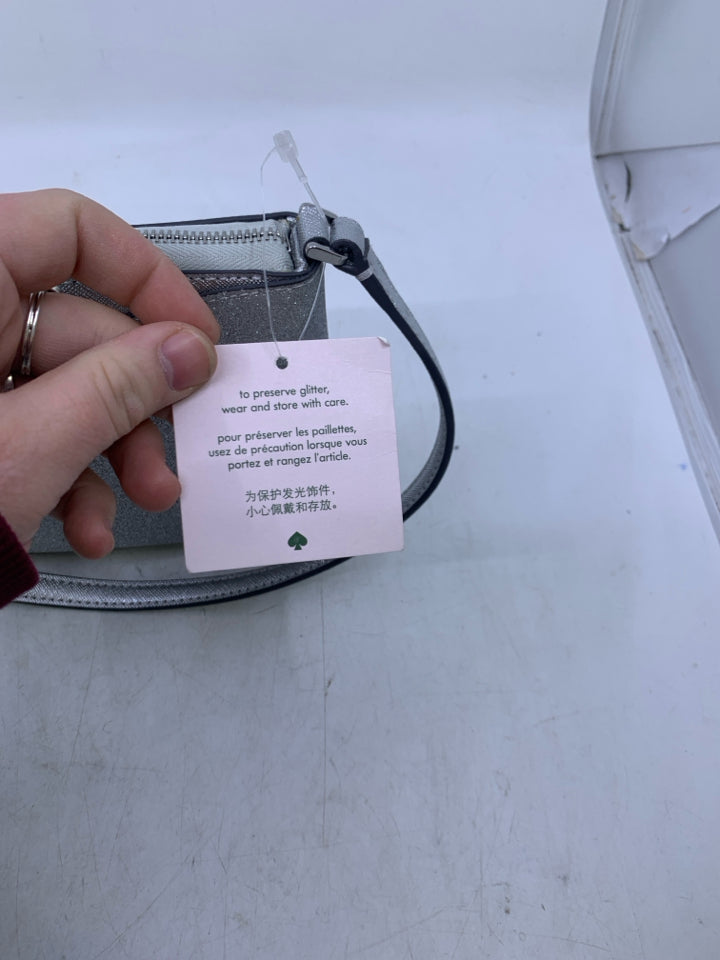 to preserve glitter,
wear and store with care.
pour préserver les paillettes,
usez de précaution lorsque vous
portez et rangez l'article.
为保护发光饰件，
小心佩戴和存放。